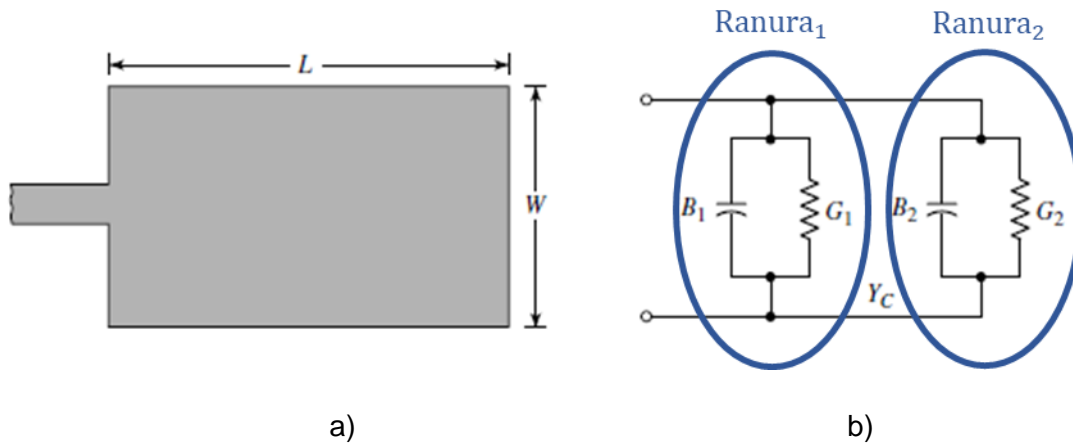 Ranura₁
Ranura₂
L
W
B₁
G₁
B₂
G₂
Y_C
a)
b)